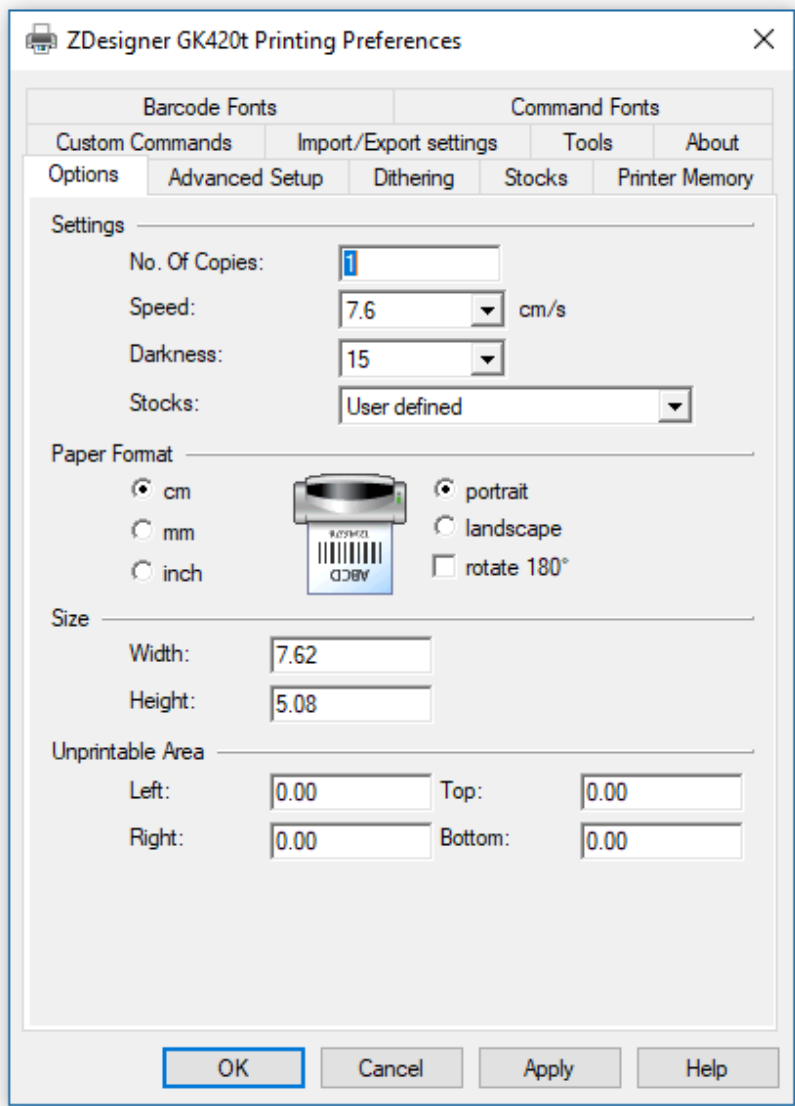 ZDesigner GK420t Printing Preferences
Barcode Fonts Command Fonts
Custom Commands Import/Export settings Tools About
Options Advanced Setup Dithering Stocks Printer Memory
Settings
No. Of Copies: 1
Speed: 7.6 cm/s
Darkness: 15
Stocks: User defined
Paper Format
cm portrait
mm landscape
inch rotate 180°
ABCD
Size
Width: 7.62
Height: 5.08
Unprintable Area
Left: 0.00 Top: 0.00
Right: 0.00 Bottom: 0.00
OK Cancel Apply Help